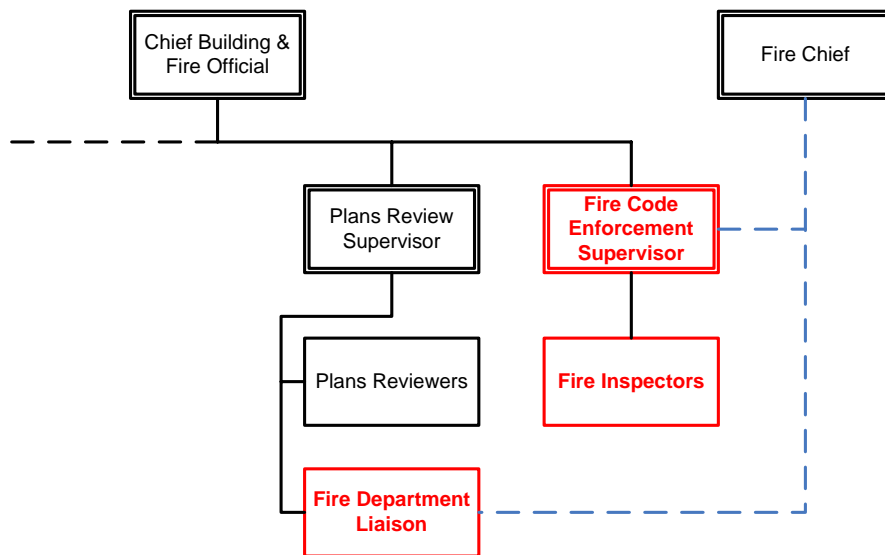 Chief Building &
Fire Official
Fire Chief
Plans Review
Supervisor
Fire Code
Enforcement
Supervisor
Plans Reviewers
Fire Inspectors
Fire Department
Liaison